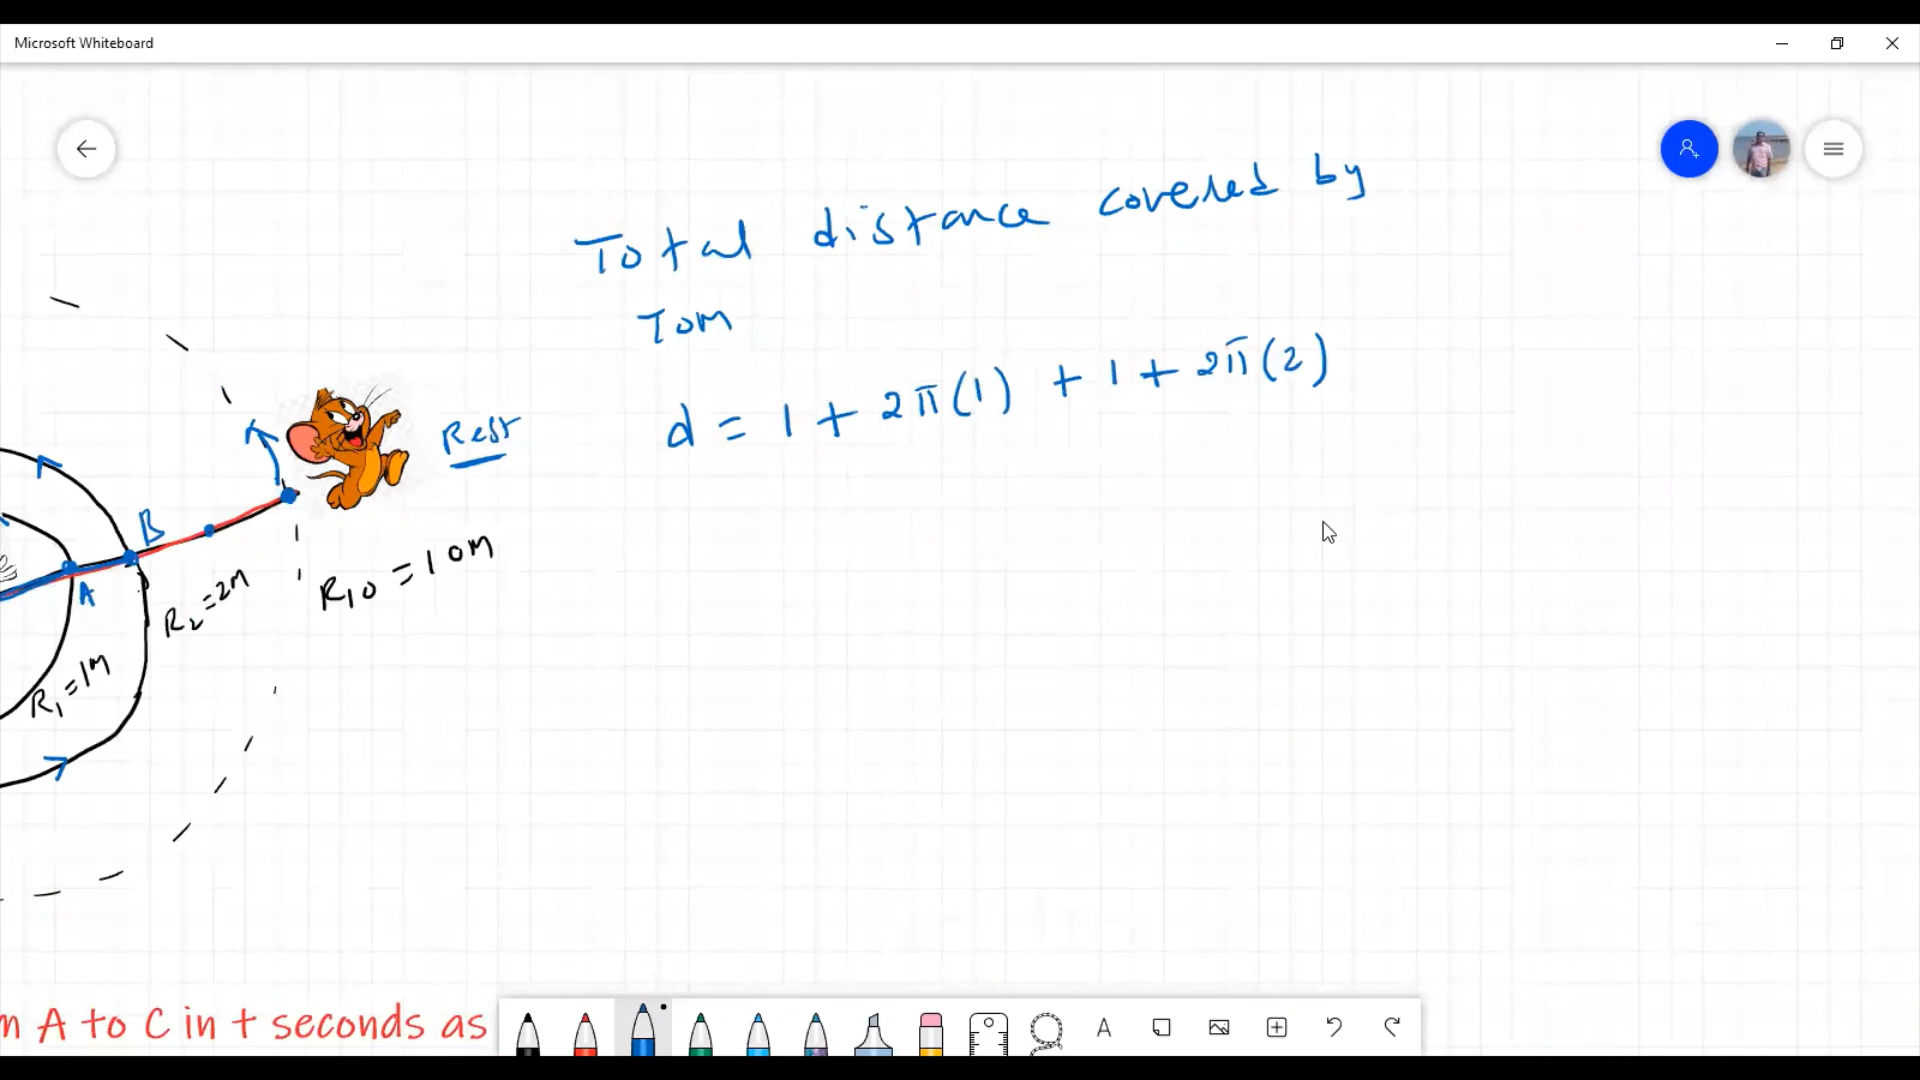 Microsoft Whiteboard
Total distance covered by
Tom
d = 1 + 2π(1) + 1 + 2π(2)
Rest
B
A
R₁₀ = 10M
R₂ = 2M
R₁ = 1M
m A to C in t seconds as
A